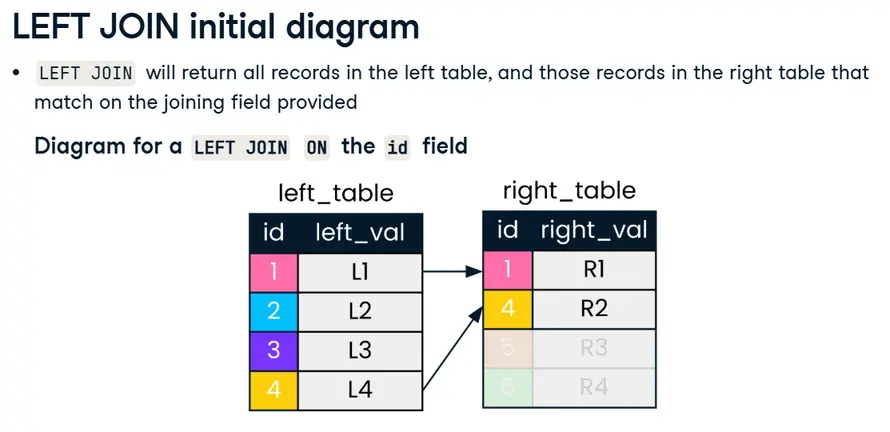 LEFT JOIN initial diagram
• LEFT JOIN will return all records in the left table, and those records in the right table that
match on the joining field provided
Diagram for a LEFT JOIN ON the id field
left_table
id left_val
1 L1
2 L2
3 L3
4 L4
right_table
id right_val
1 R1
4 R2
5 R3
6 R4